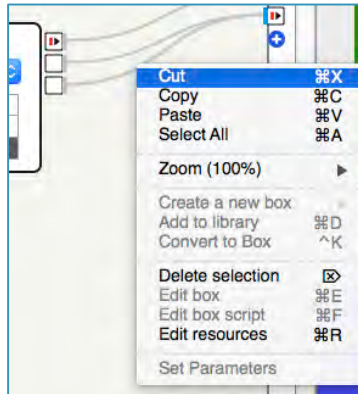 Cut ⌘X
Copy ⌘C
Paste ⌘V
Select All ⌘A
Zoom (100%) ▶
Create a new box ▶
Add to library ⌘D
Convert to Box ^K
Delete selection ⌦
Edit box ⌘E
Edit box script ⌘F
Edit resources ⌘R
Set Parameters